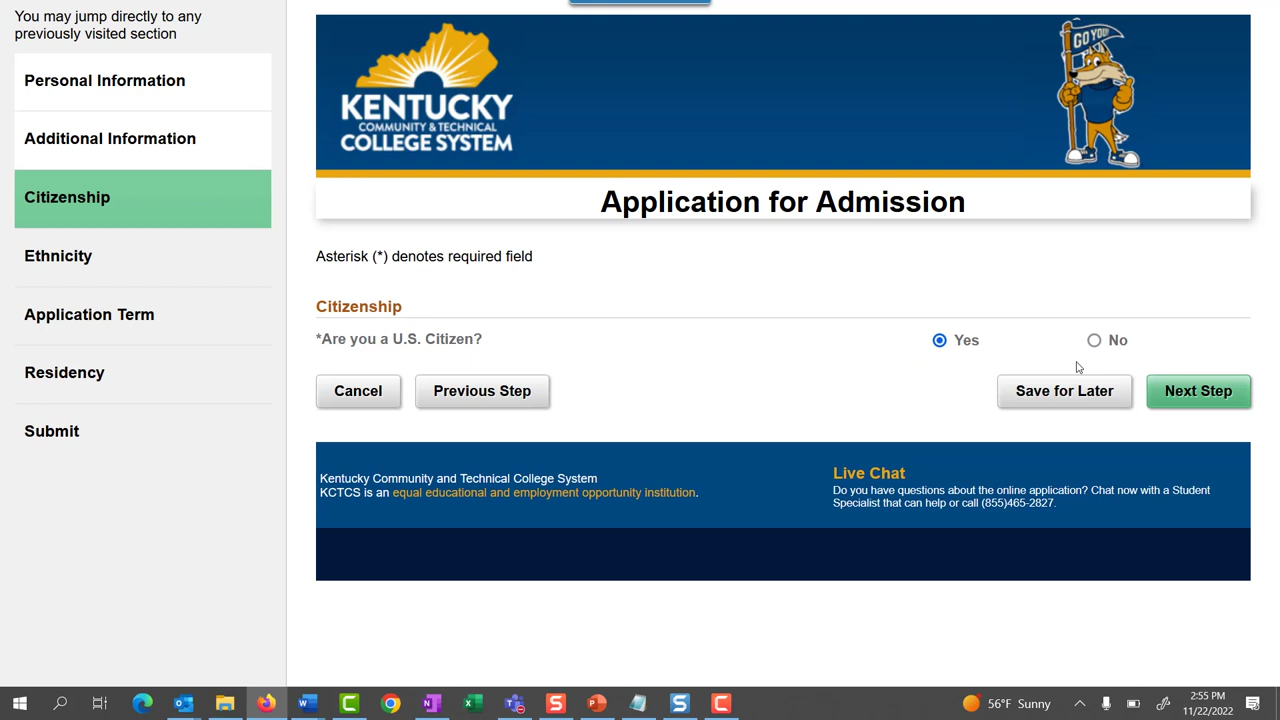 You may jump directly to any
previously visited section
Personal Information
Additional Information
Citizenship
Ethnicity
Application Term
Residency
Submit
KENTUCKY
COMMUNITY & TECHNICAL
COLLEGE SYSTEM
GO YOU!
Application for Admission
Asterisk (*) denotes required field
Citizenship
*Are you a U.S. Citizen? Yes No
Cancel Previous Step Save for Later Next Step
Kentucky Community and Technical College System
KCTCS is an equal educational and employment opportunity institution.
Live Chat
Do you have questions about the online application? Chat now with a Student
Specialist that can help or call (855)465-2827.
56°F Sunny
2:55 PM
11/22/2022